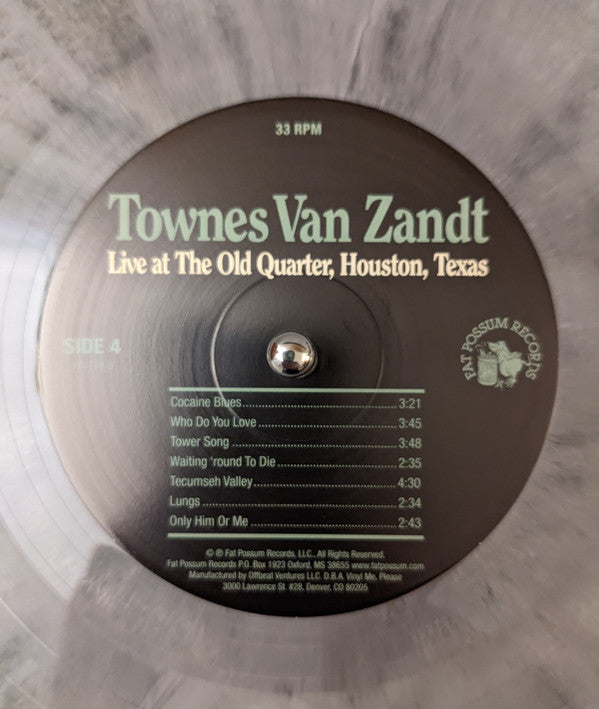 33 RPM
Townes Van Zandt
Live at The Old Quarter, Houston, Texas
SIDE 4
FAT POSSUM RECORDS
Cocaine Blues 3:21
Who Do You Love 3:45
Tower Song 3:48
Waiting 'round To Die 2:35
Tecumseh Valley 4:30
Lungs 2:34
Only Him Or Me 2:43
© ℗ Fat Possum Records, LLC. All Rights Reserved.
Fat Possum Records P.O. Box 1923 Oxford, MS 38655 www.fatpossum.com
Manufactured by Offbeat Ventures LLC. D.B.A. Vinyl Me, Please
3000 Lawrence St. #28, Denver, CO 80205